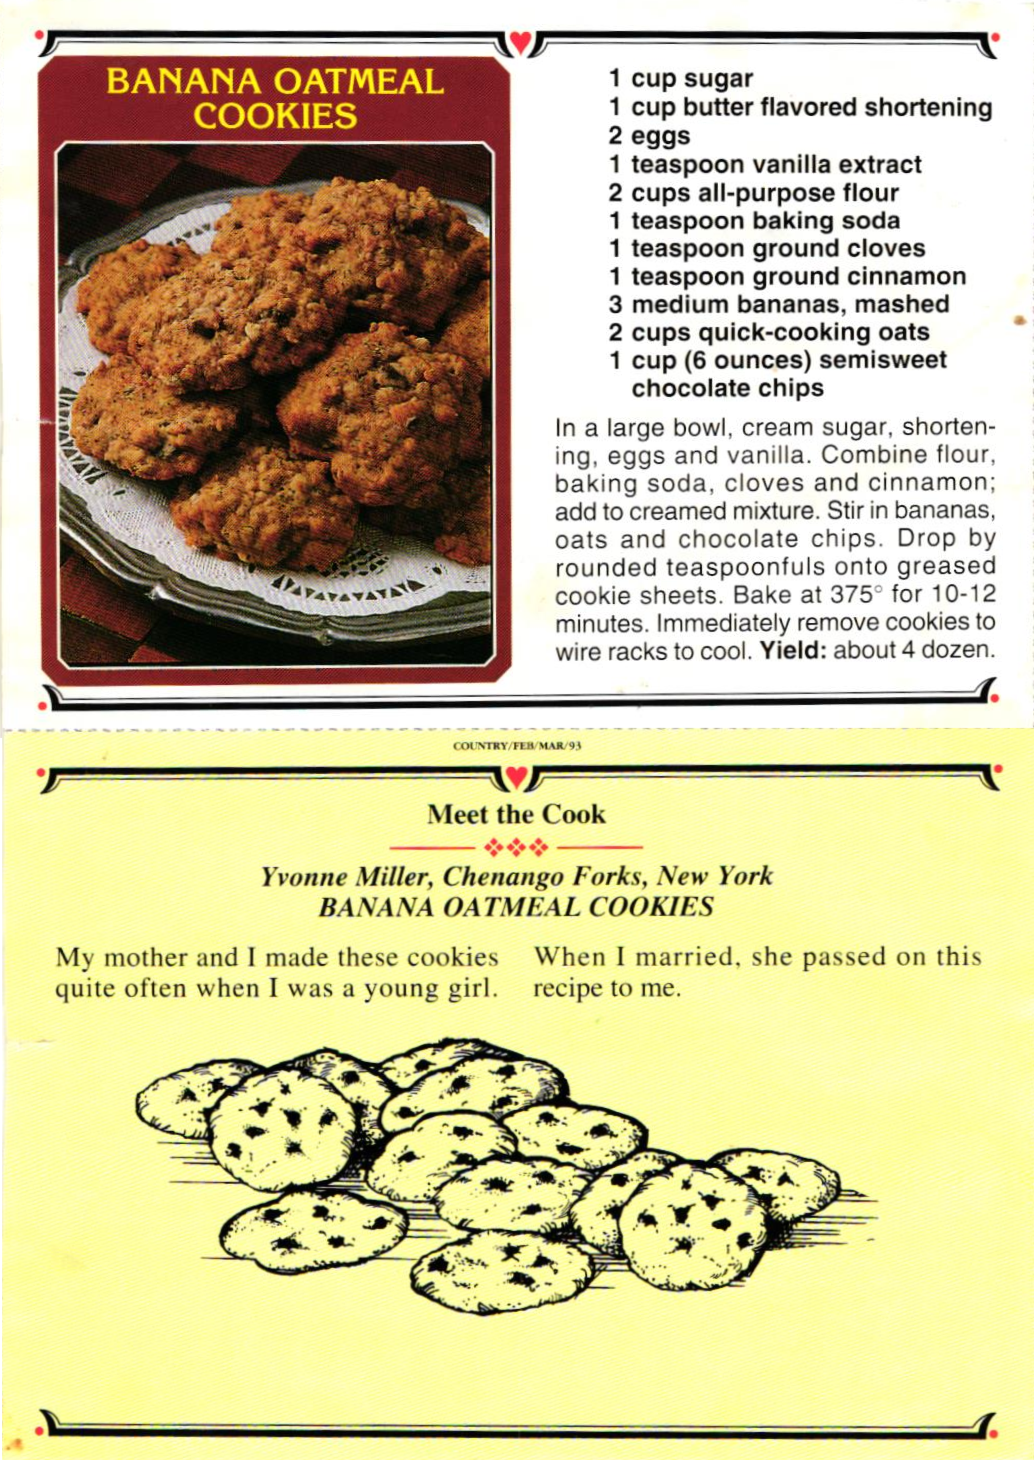 BANANA OATMEAL
COOKIES
1 cup sugar
1 cup butter flavored shortening
2 eggs
1 teaspoon vanilla extract
2 cups all-purpose flour
1 teaspoon baking soda
1 teaspoon ground cloves
1 teaspoon ground cinnamon
3 medium bananas, mashed
2 cups quick-cooking oats
1 cup (6 ounces) semisweet
chocolate chips
In a large bowl, cream sugar, shorten-
ing, eggs and vanilla. Combine flour,
baking soda, cloves and cinnamon;
add to creamed mixture. Stir in bananas,
oats and chocolate chips. Drop by
rounded teaspoonfuls onto greased
cookie sheets. Bake at 375° for 10-12
minutes. Immediately remove cookies to
wire racks to cool. Yield: about 4 dozen.
COUNTRY/FEB/MAR/93
Meet the Cook
Yvonne Miller, Chenango Forks, New York
BANANA OATMEAL COOKIES
My mother and I made these cookies
quite often when I was a young girl.
When I married, she passed on this
recipe to me.